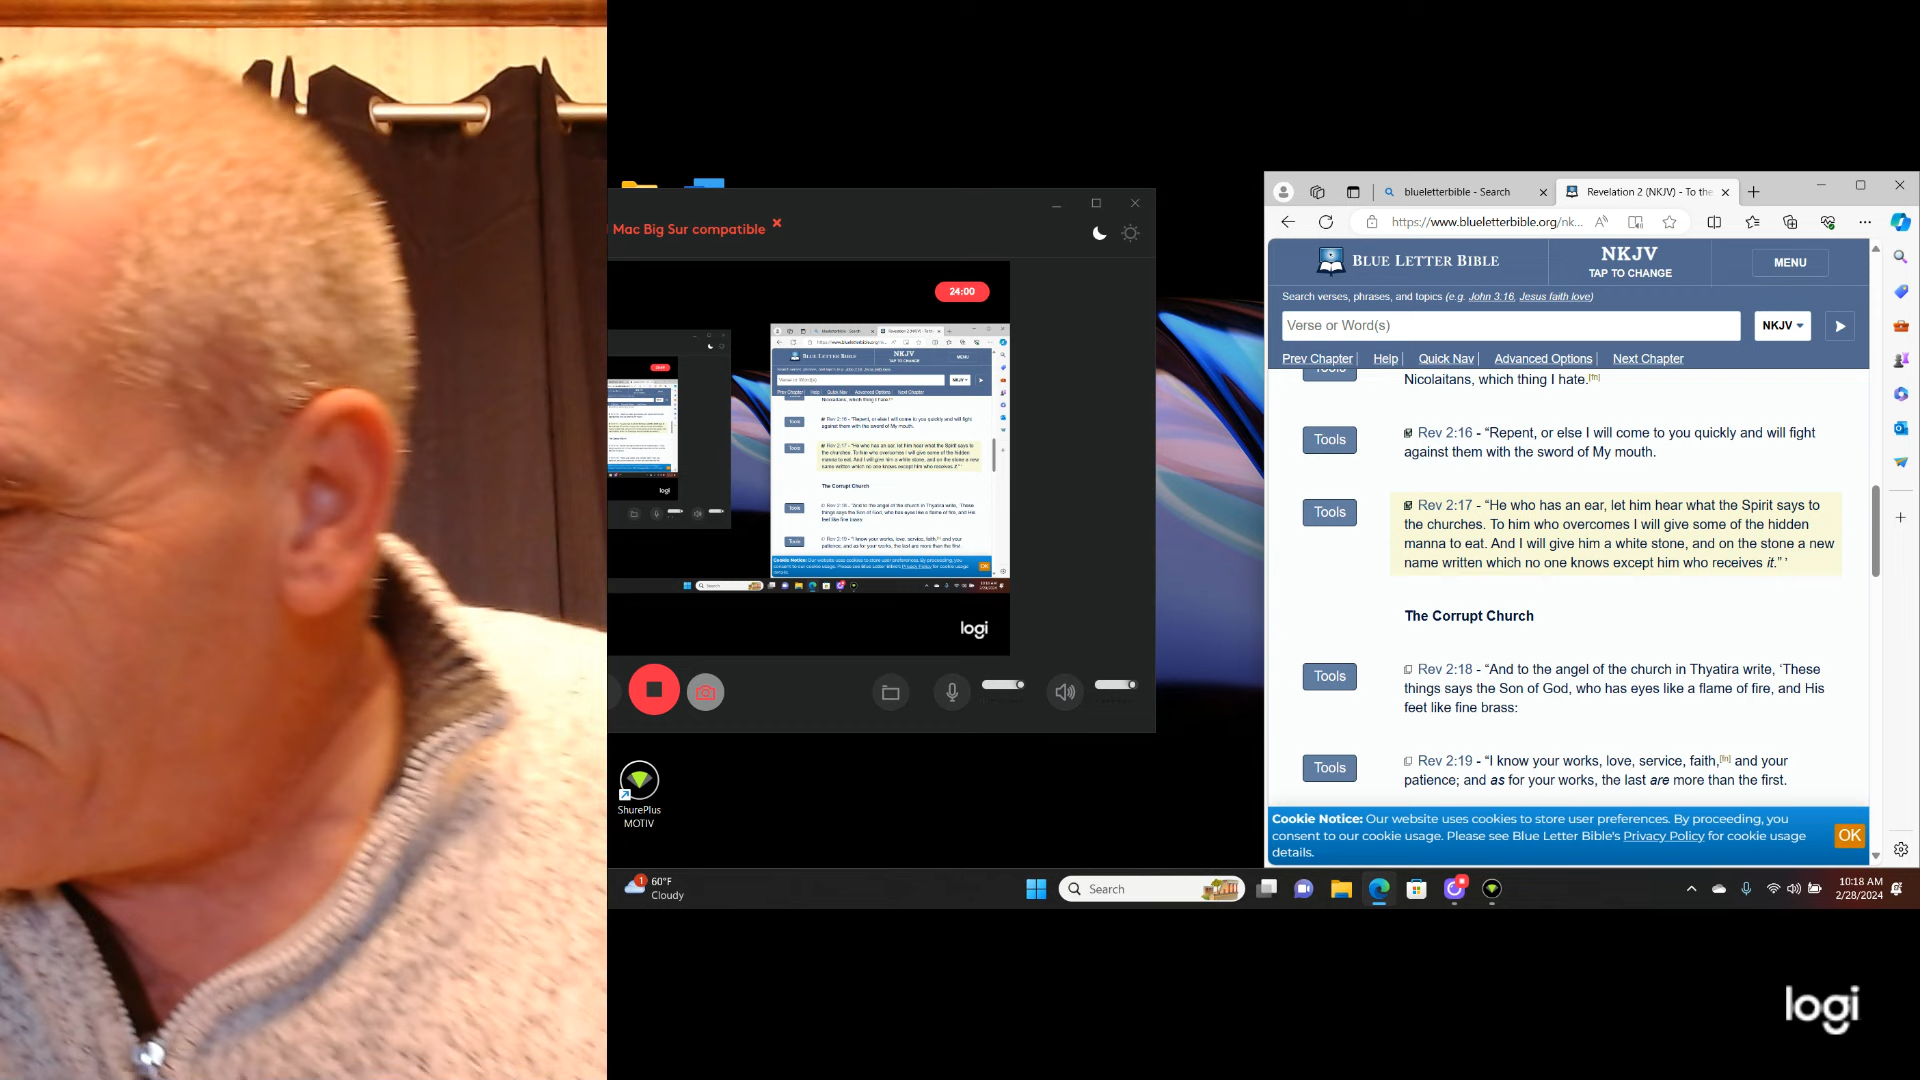 Mac Big Sur compatible
24:00
logi
ShurePlus
MOTIV
1
60°F
Cloudy
blueletterbible - Search
Revelation 2 (NKJV) - To the
https://www.blueletterbible.org/nk...
BLUE LETTER BIBLE
NKJV
TAP TO CHANGE
MENU
Search verses, phrases, and topics (e.g. John 3.16, Jesus faith love)
Verse or Word(s)
NKJV
Prev Chapter
Help
Quick Nav
Advanced Options
Next Chapter
Tools
Nicolaitans, which thing I hate.[fn]
Tools
Rev 2:16 - “Repent, or else I will come to you quickly and will fight
against them with the sword of My mouth.
Tools
Rev 2:17 - “He who has an ear, let him hear what the Spirit says to
the churches. To him who overcomes I will give some of the hidden
manna to eat. And I will give him a white stone, and on the stone a new
name written which no one knows except him who receives it.” ’
The Corrupt Church
Tools
Rev 2:18 - “And to the angel of the church in Thyatira write, ‘These
things says the Son of God, who has eyes like a flame of fire, and His
feet like fine brass:
Tools
Rev 2:19 - “I know your works, love, service, faith,[fn] and your
patience; and as for your works, the last are more than the first.
Cookie Notice: Our website uses cookies to store user preferences. By proceeding, you
consent to our cookie usage. Please see Blue Letter Bible's Privacy Policy for cookie usage
details.
OK
Search
10:18 AM
2/28/2024
logi